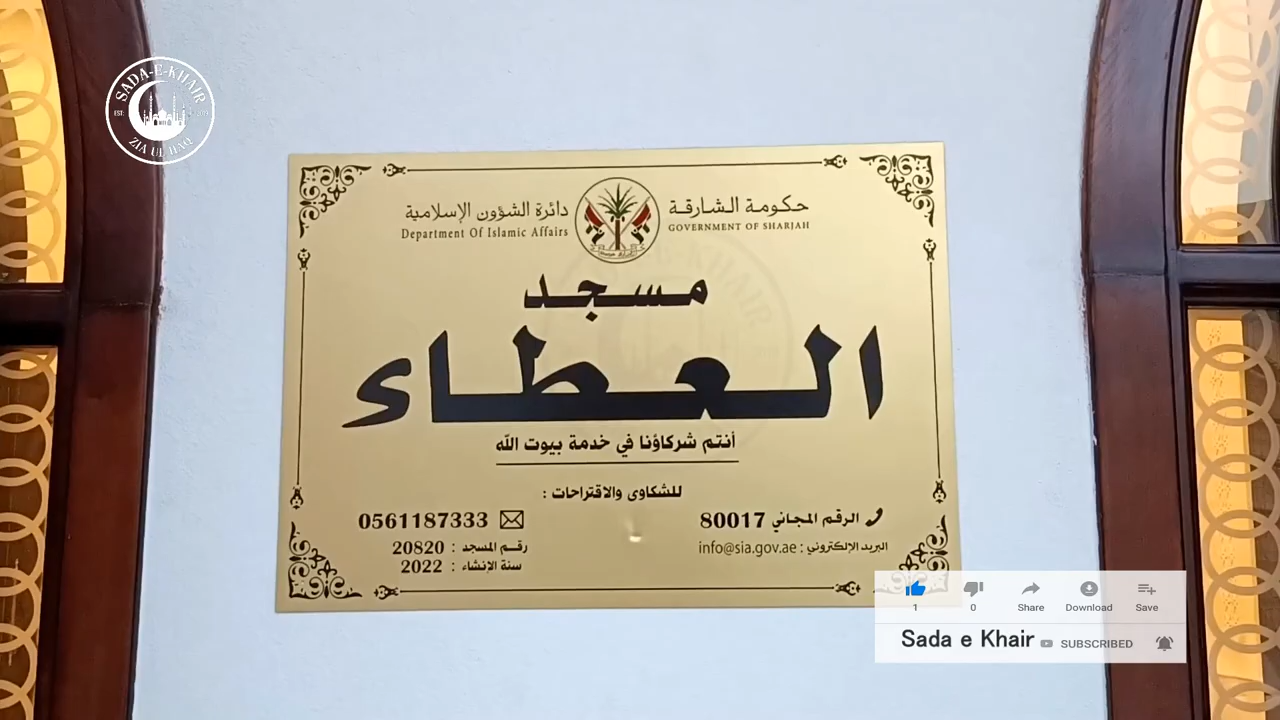 SADA-E-KHAIR
EST.
ZIA UL HAQ
حكومة الشارقة
GOVERNMENT OF SHARJAH
دائرة الشؤون الإسلامية
Department Of Islamic Affairs
مسجد
العطاء
أنتم شركاؤنا في خدمة بيوت الله
للشكاوى والاقتراحات :
الرقم المجاني 80017
0561187333
البريد الإلكتروني : info@sia.gov.ae
رقم المسجد : 20820
سنة الإنشاء : 2022
1
0
Share
Download
Save
Sada e Khair
SUBSCRIBED